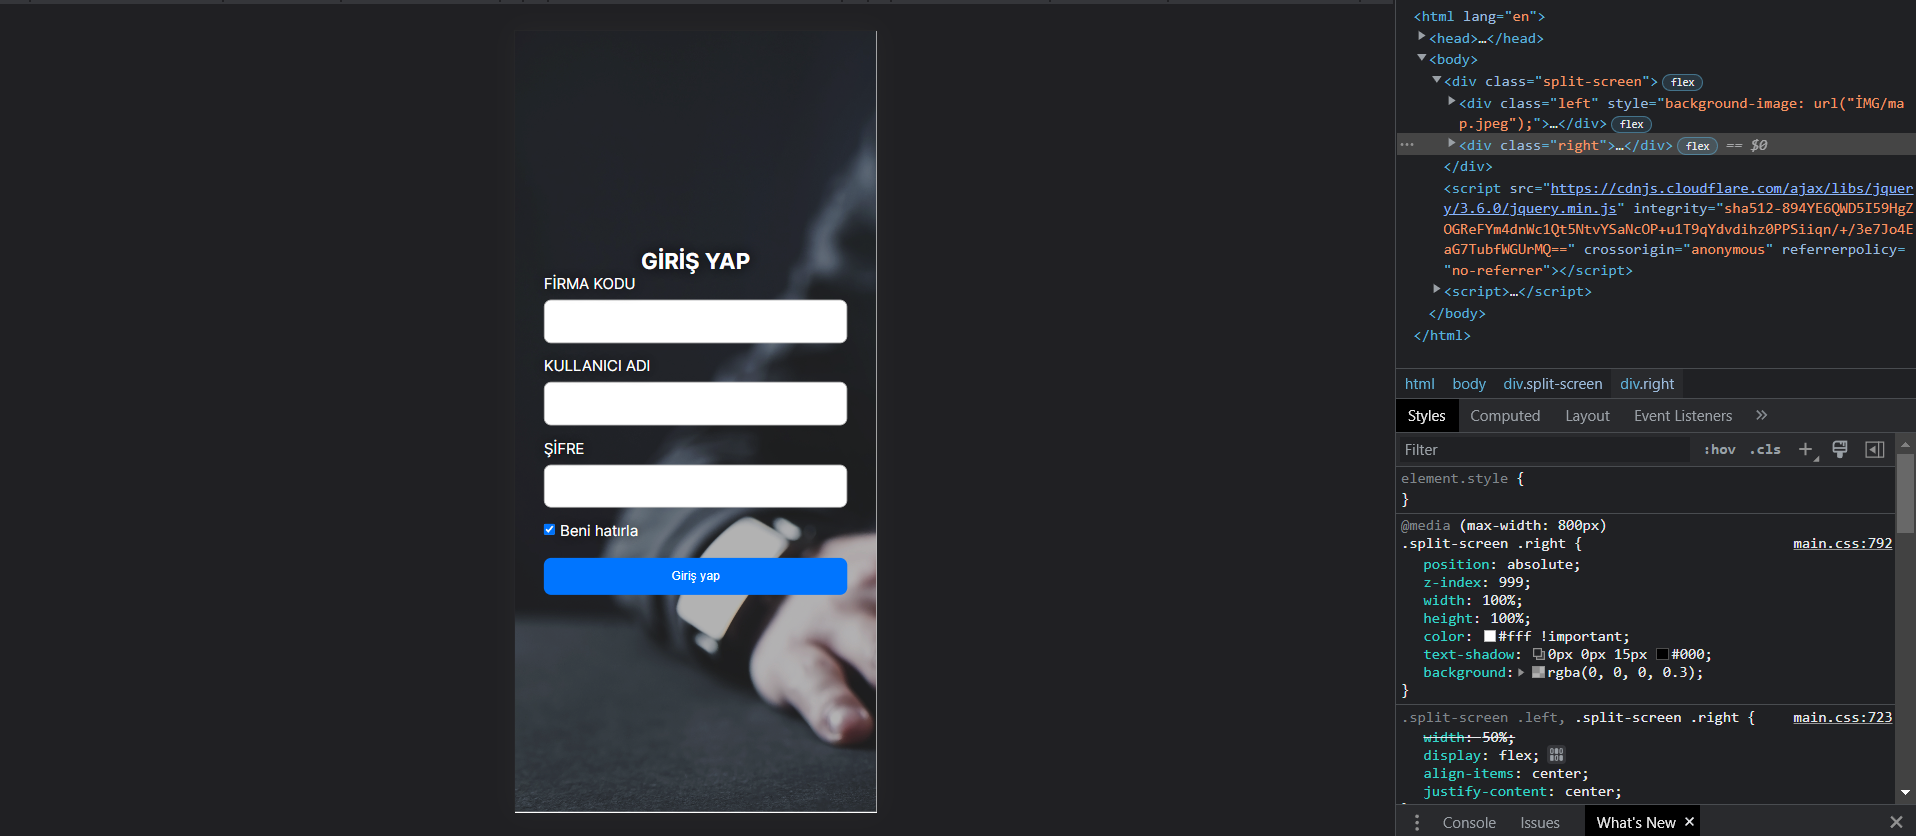 GİRİŞ YAP
FİRMA KODU
KULLANICI ADI
ŞİFRE
Beni hatırla
Giriş yap
<html lang="en">
<head>…</head>
<body>
<div class="split-screen"> flex
<div class="left" style="background-image: url("İMG/ma
p.jpeg");">…</div> flex
··· <div class="right">…</div> flex == $0
</div>
<script src="https://cdnjs.cloudflare.com/ajax/libs/jquer
y/3.6.0/jquery.min.js" integrity="sha512-894YE6QWD5I59HgZ
OGReFYm4dnWc1Qt5NtvYSaNcOP+u1T9qYdvdihz0PPSiiqn/+/3e7Jo4E
aG7TubfWGUrMQ==" crossorigin="anonymous" referrerpolicy=
"no-referrer"></script>
<script>…</script>
</body>
</html>
html body div.split-screen div.right
Styles Computed Layout Event Listeners »
Filter :hov .cls +
element.style {
}
@media (max-width: 800px)
.split-screen .right { main.css:792
position: absolute;
z-index: 999;
width: 100%;
height: 100%;
color: #fff !important;
text-shadow: 0px 0px 15px #000;
background: rgba(0, 0, 0, 0.3);
}
.split-screen .left, .split-screen .right { main.css:723
width: 50%;
display: flex;
align-items: center;
justify-content: center;
Console Issues What's New ×